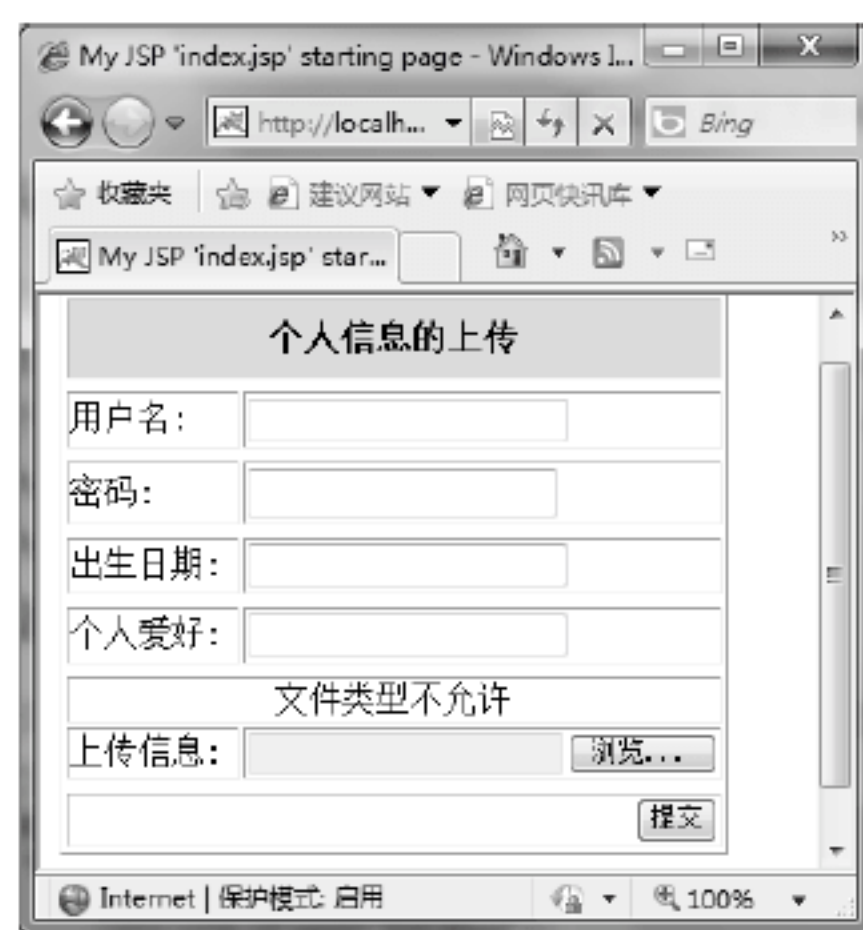 My JSP 'index.jsp' starting page - Windows I...
http://localh... Bing
收藏夹 建议网站 网页快讯库
My JSP 'index.jsp' star...
个人信息的上传
用户名:
密码:
出生日期:
个人爱好:
文件类型不允许
上传信息: 浏览...
提交
Internet | 保护模式: 启用 100%